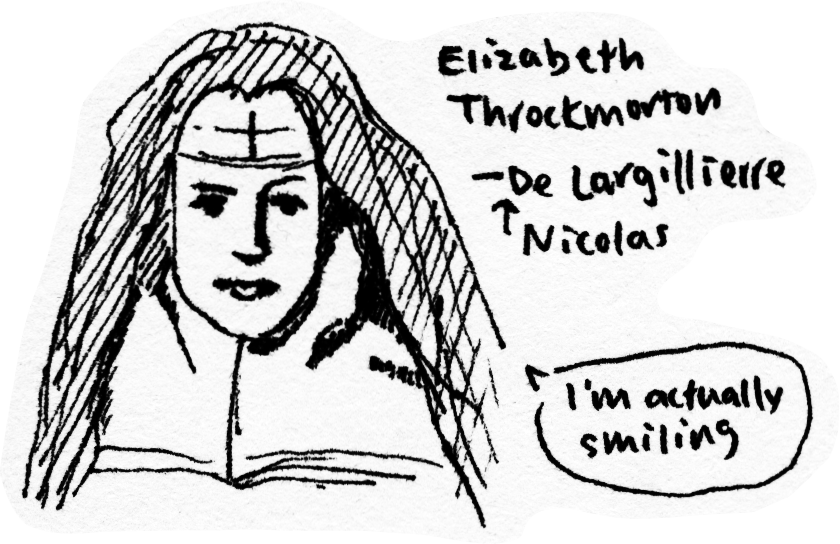 Elizabeth
Throckmorton
-De Largillierre
↑Nicolas
I'm actually
smiling